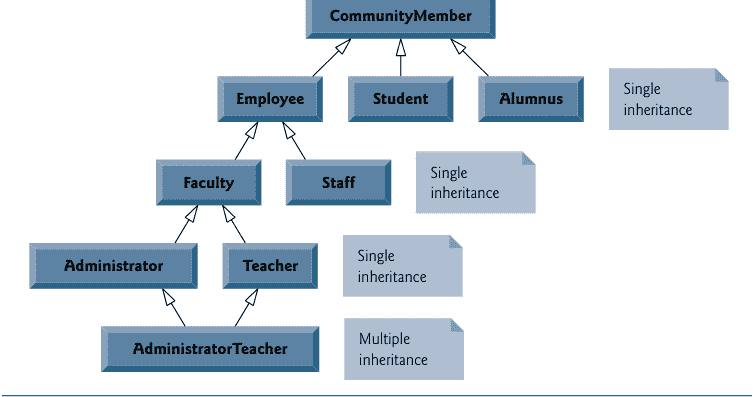 CommunityMember
Employee
Student
Alumnus
Single
inheritance
Faculty
Staff
Single
inheritance
Administrator
Teacher
Single
inheritance
AdministratorTeacher
Multiple
inheritance